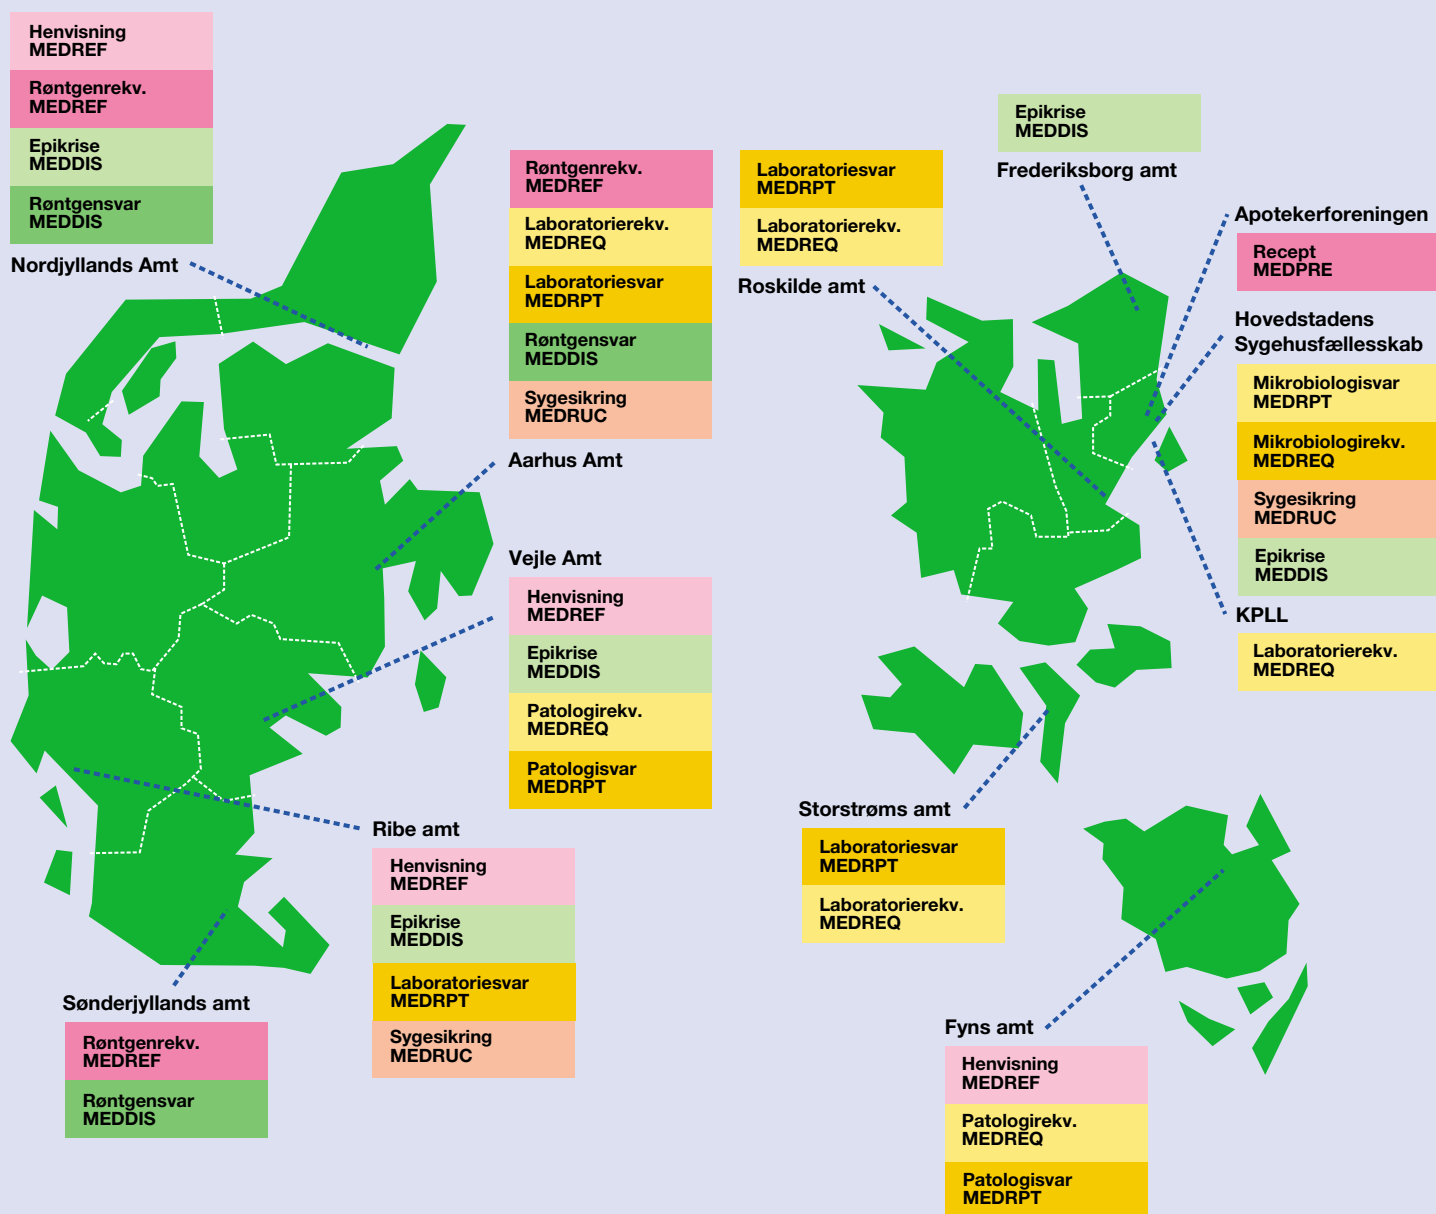 Henvisning
MEDREF
Røntgenrekv.
MEDREF
Epikrise
MEDDIS
Røntgensvar
MEDDIS
Nordjyllands Amt
Røntgenrekv.
MEDREF
Laboratorierekv.
MEDREQ
Laboratoriesvar
MEDRPT
Røntgensvar
MEDDIS
Sygesikring
MEDRUC
Aarhus Amt
Vejle Amt
Henvisning
MEDREF
Epikrise
MEDDIS
Patologirekv.
MEDREQ
Patologisvar
MEDRPT
Ribe amt
Henvisning
MEDREF
Epikrise
MEDDIS
Laboratoriesvar
MEDRPT
Sygesikring
MEDRUC
Sønderjyllands amt
Røntgenrekv.
MEDREF
Røntgensvar
MEDDIS
Laboratoriesvar
MEDRPT
Laboratorierekv.
MEDREQ
Roskilde amt
Epikrise
MEDDIS
Frederiksborg amt
Apotekerforeningen
Recept
MEDPRE
Hovedstadens
Sygehusfællesskab
Mikrobiologisvar
MEDRPT
Mikrobiologirekv.
MEDREQ
Sygesikring
MEDRUC
Epikrise
MEDDIS
KPLL
Laboratorierekv.
MEDREQ
Storstrøms amt
Laboratoriesvar
MEDRPT
Laboratorierekv.
MEDREQ
Fyns amt
Henvisning
MEDREF
Patologirekv.
MEDREQ
Patologisvar
MEDRPT